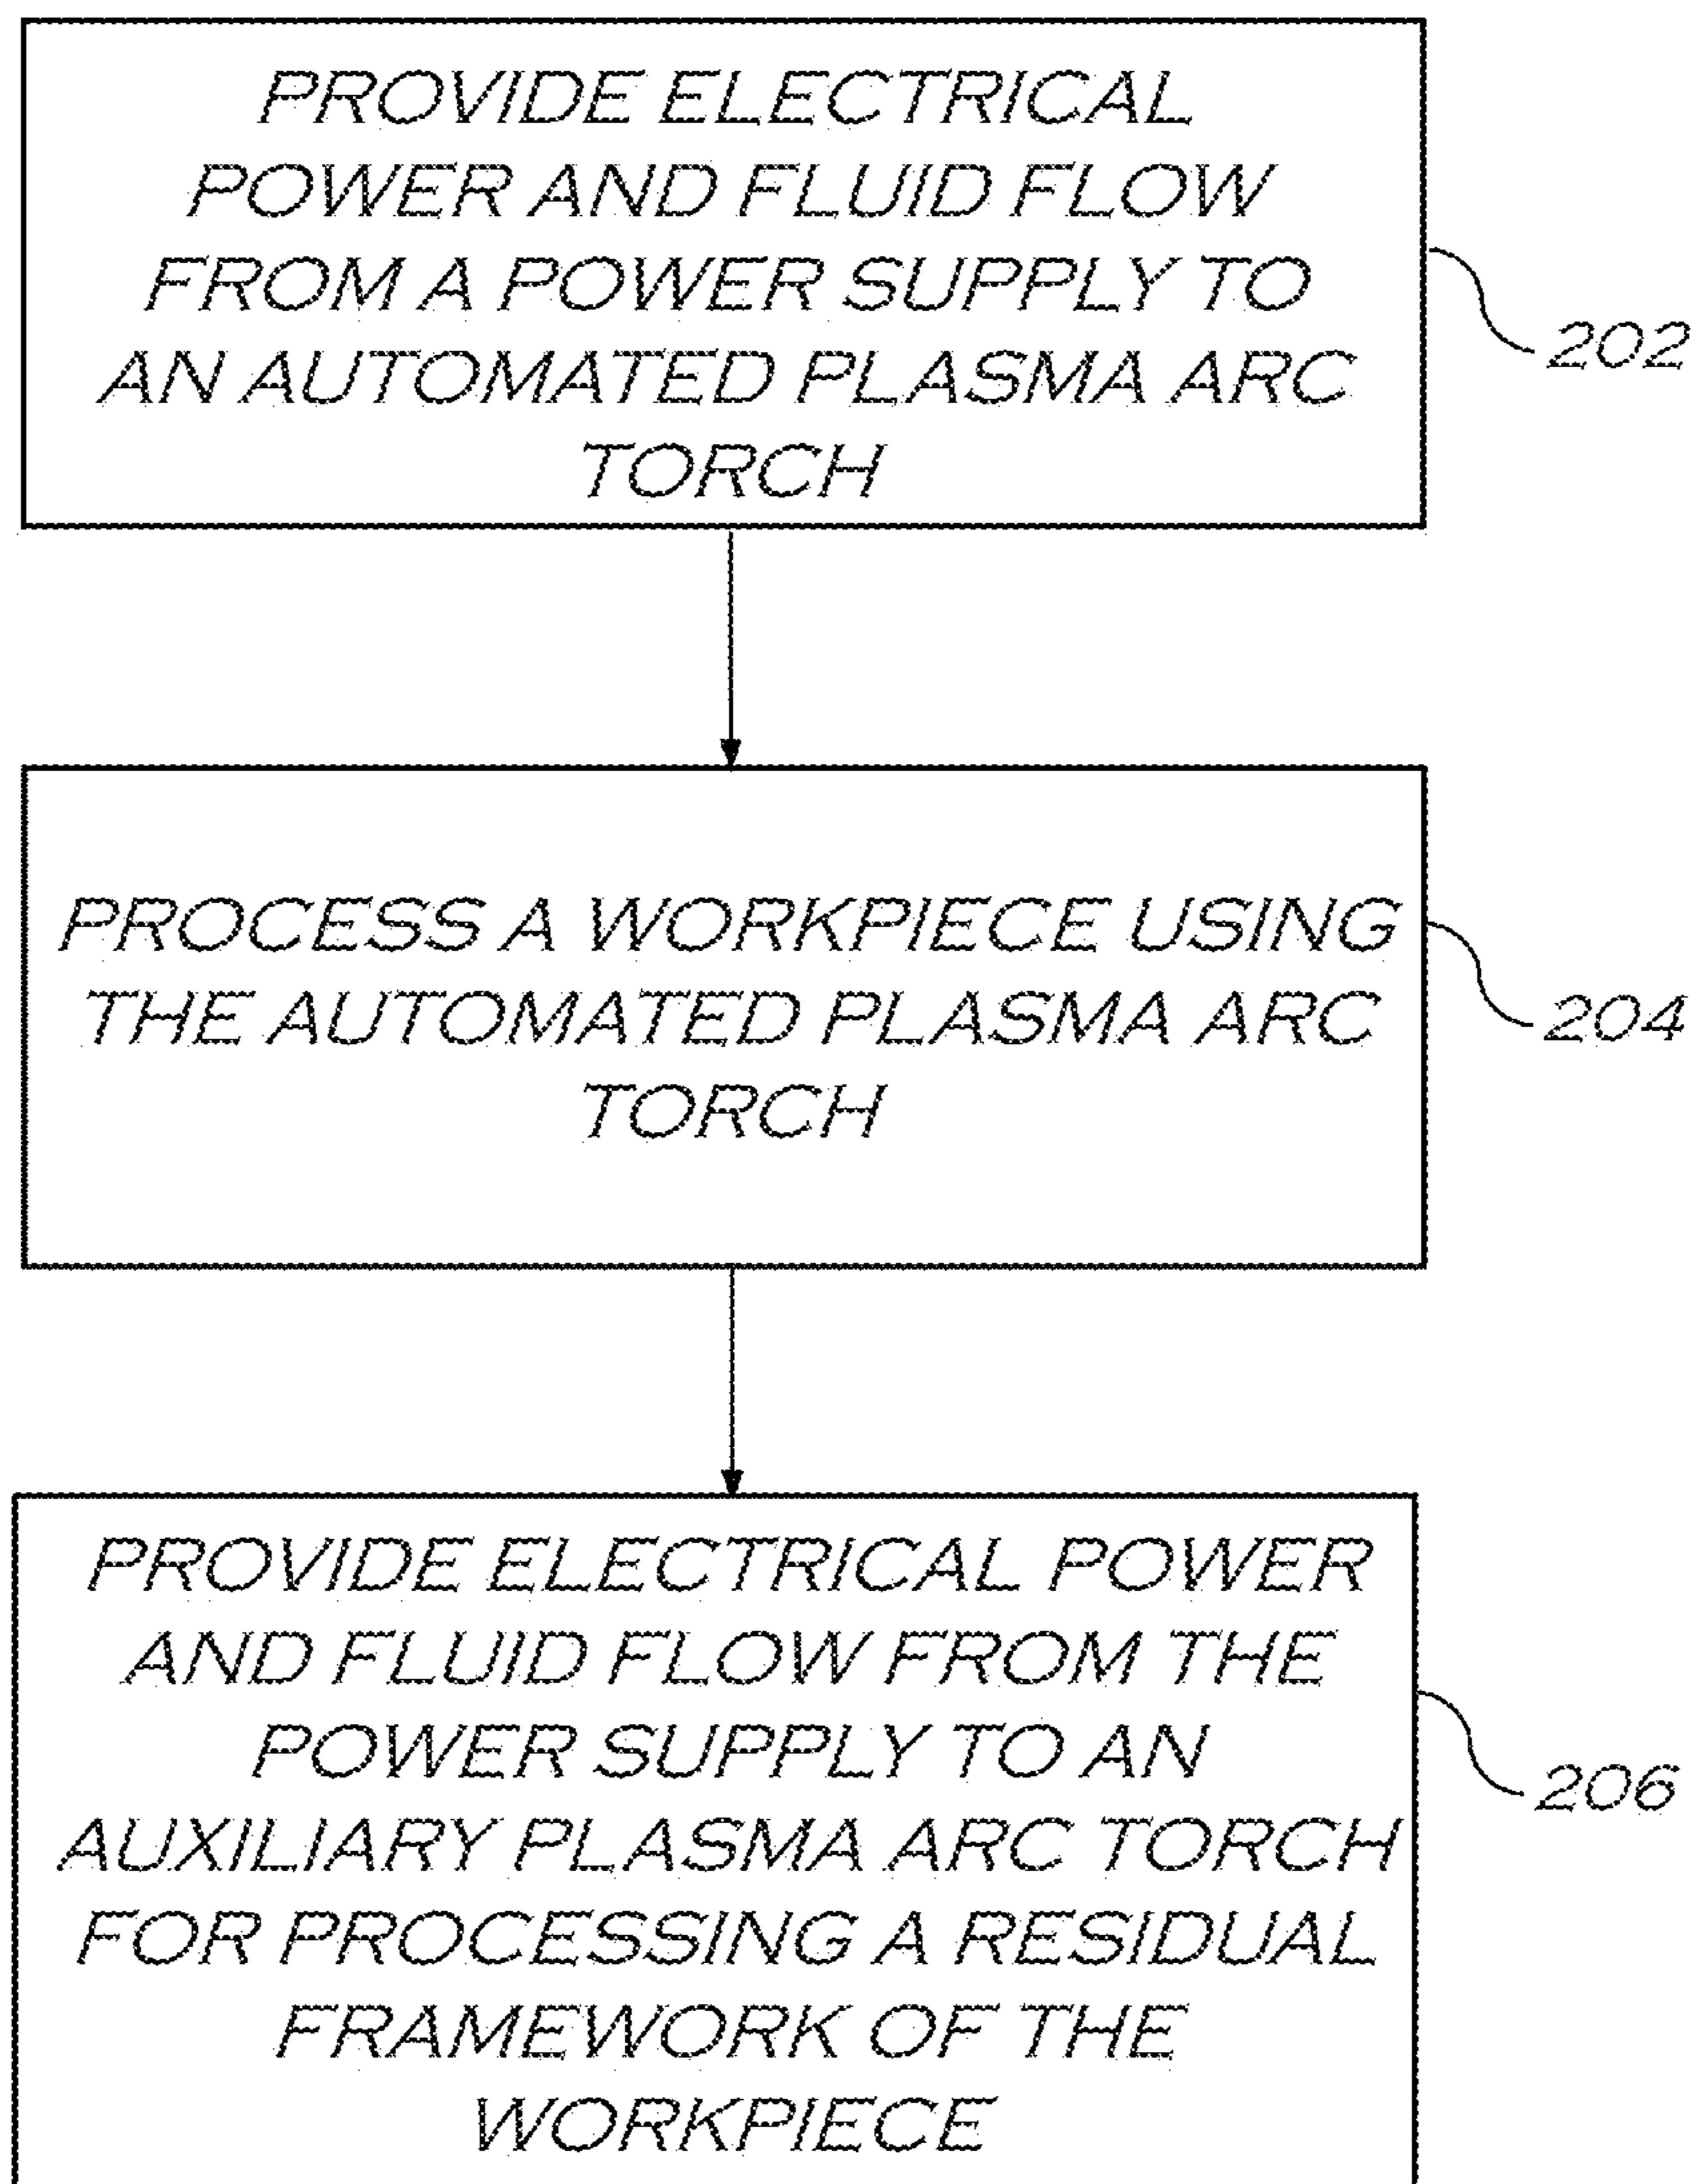 PROVIDE ELECTRICAL
POWER AND FLUID FLOW
FROM A POWER SUPPLY TO
AN AUTOMATED PLASMA ARC
TORCH
202
PROCESS A WORKPIECE USING
THE AUTOMATED PLASMA ARC
TORCH
204
PROVIDE ELECTRICAL POWER
AND FLUID FLOW FROM THE
POWER SUPPLY TO AN
AUXILIARY PLASMA ARC TORCH
FOR PROCESSING A RESIDUAL
FRAMEWORK OF THE
WORKPIECE
206